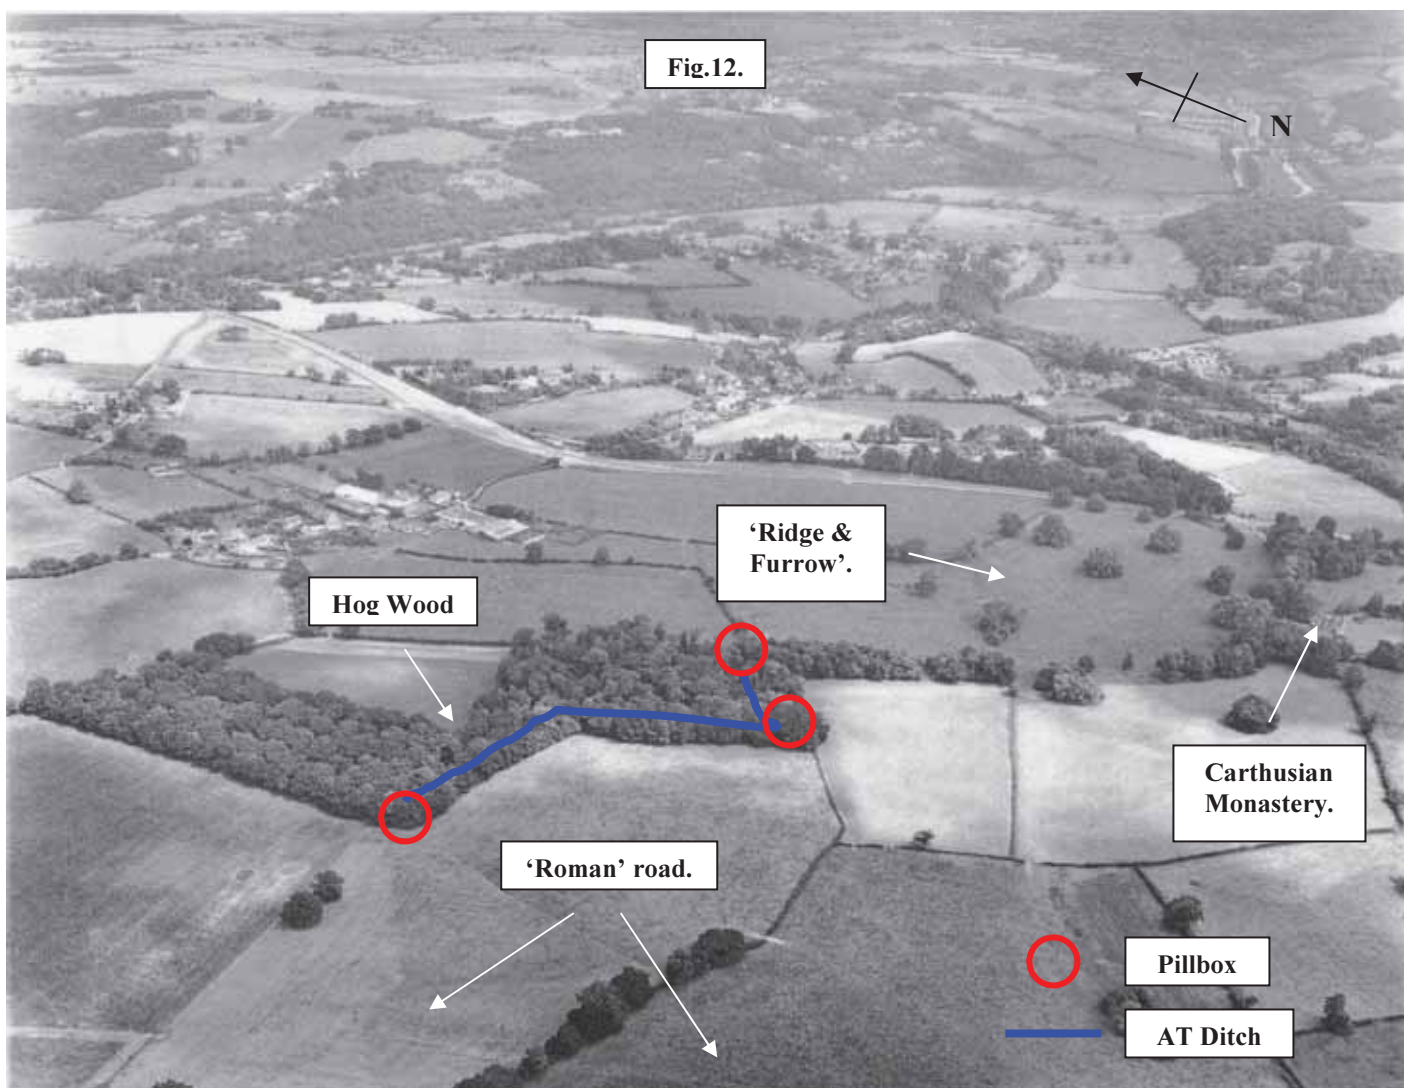 Fig.12.
N
‘Ridge &
Furrow’.
Hog Wood
Carthusian
Monastery.
‘Roman’ road.
Pillbox
AT Ditch